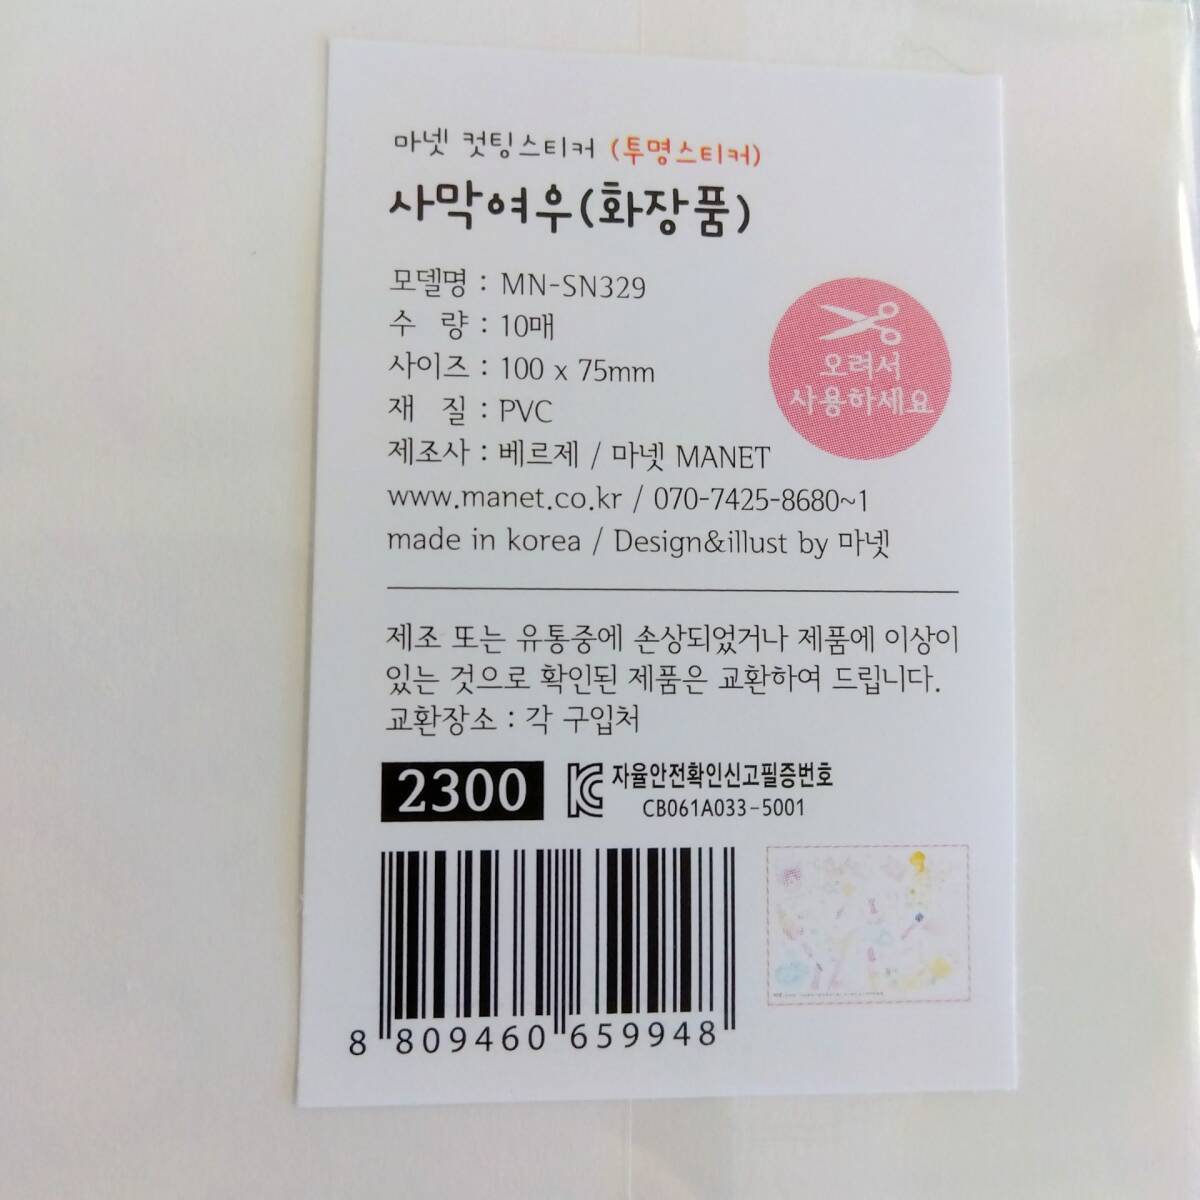 마넷 컷팅스티커 (투명스티커)
사막여우(화장품)
모델명 : MN-SN329
수 량 : 10매
사이즈 : 100 x 75mm
재 질 : PVC
제조사 : 베르제 / 마넷 MANET
www.manet.co.kr / 070-7425-8680~1
made in korea / Design&illust by 마넷
오려서
사용하세요
제조 또는 유통중에 손상되었거나 제품에 이상이
있는 것으로 확인된 제품은 교환하여 드립니다.
교환장소 : 각 구입처
2300
자율안전확인신고필증번호
CB061A033-5001
8 809460 659948